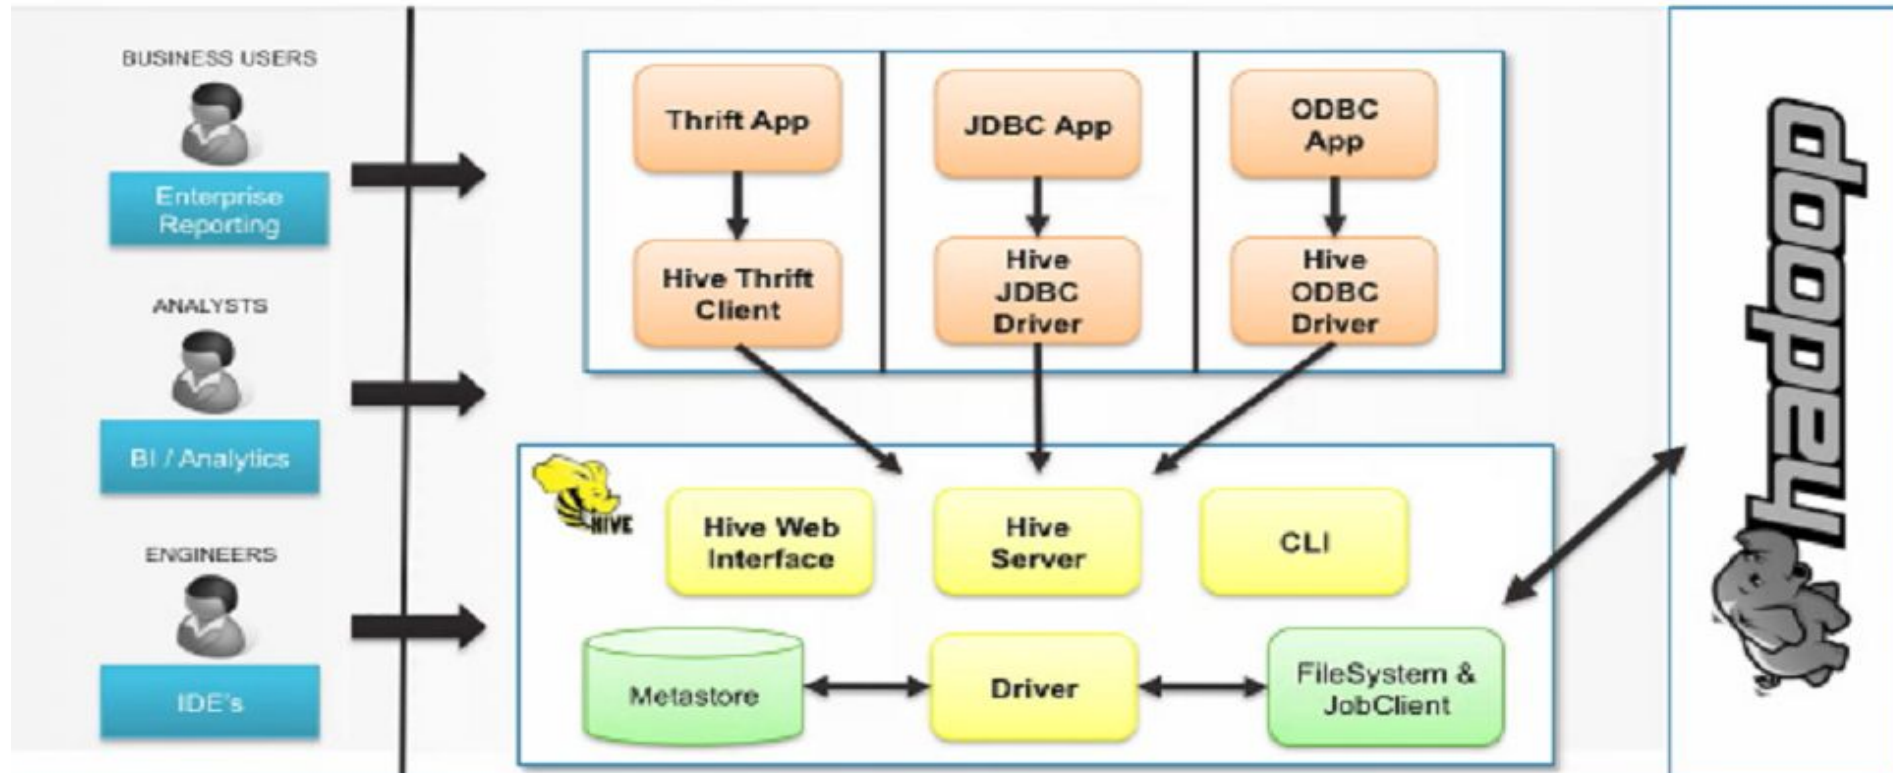 BUSINESS USERS
Enterprise
Reporting
ANALYSTS
BI / Analytics
ENGINEERS
IDE's
Thrift App
JDBC App
ODBC
App
Hive Thrift
Client
Hive
JDBC
Driver
Hive
ODBC
Driver
HIVE
Hive Web
Interface
Hive
Server
CLI
Metastore
Driver
FileSystem &
JobClient
hadoop